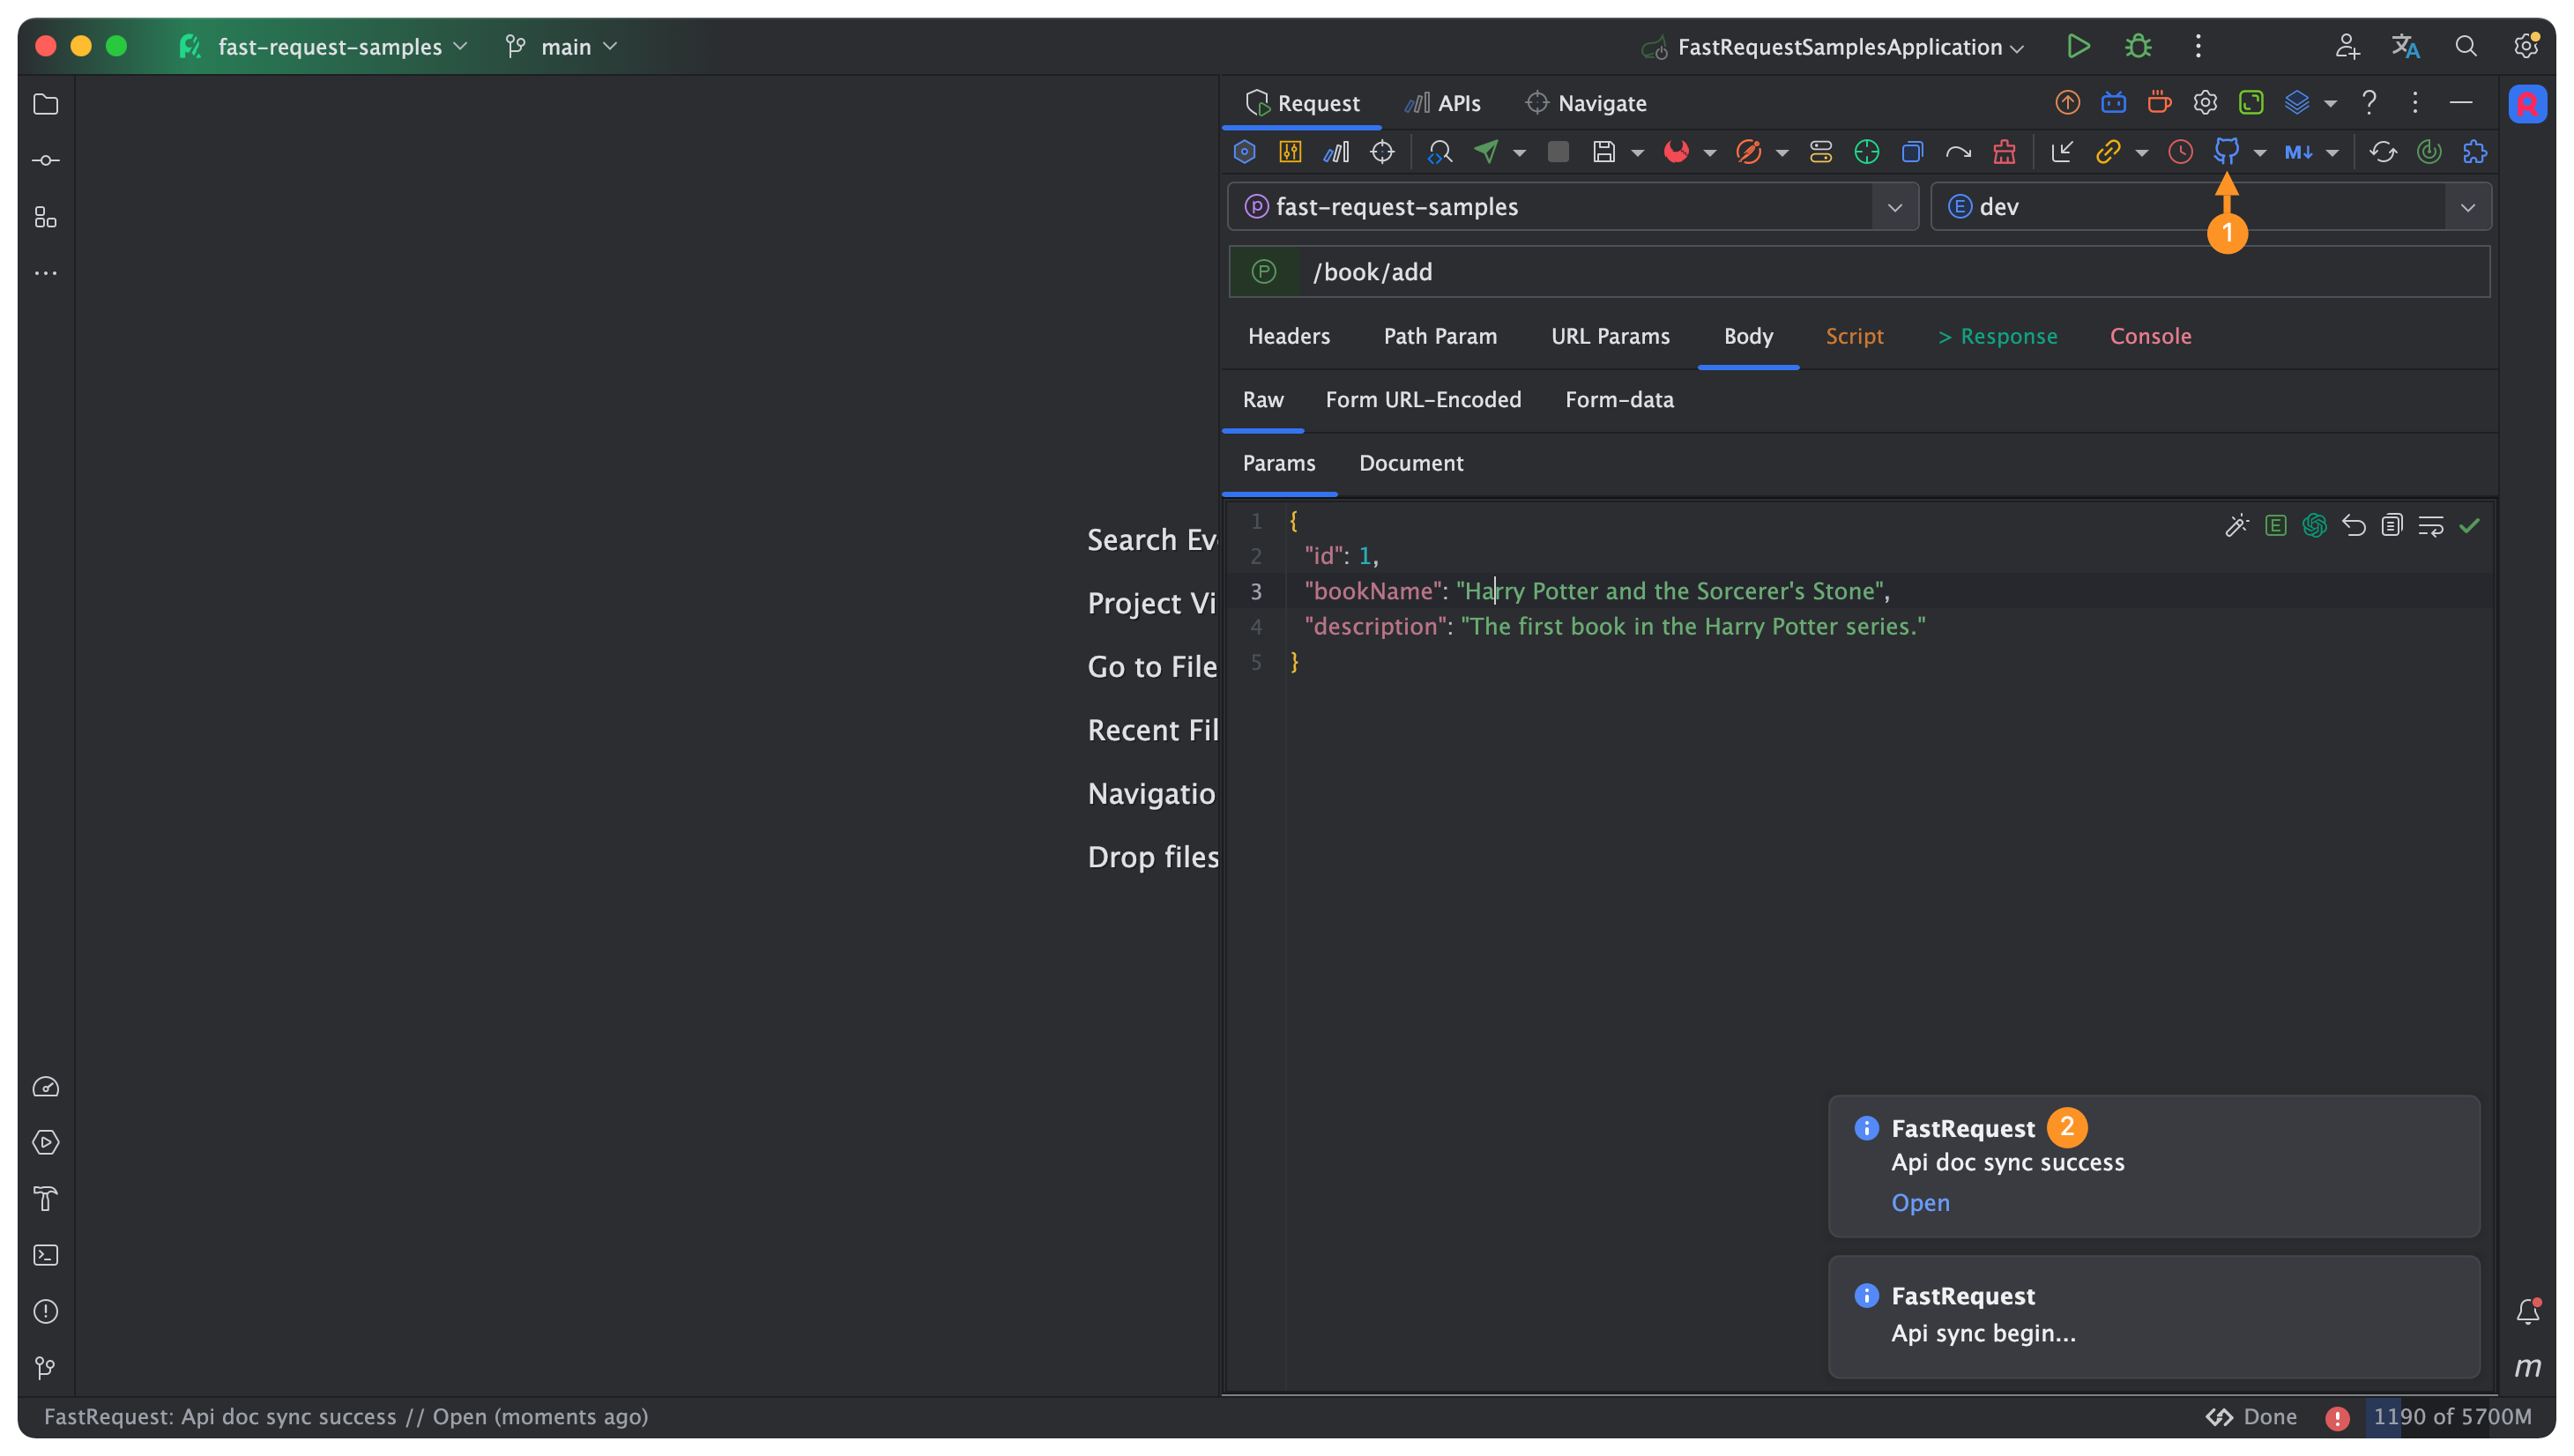 fast-request-samples
main
FastRequestSamplesApplication
Request APIs Navigate
M↓
fast-request-samples
dev
1
/book/add
Headers Path Param URL Params Body Script > Response Console
Raw Form URL-Encoded Form-data
Params Document
1 {
2 "id": 1,
3 "bookName": "Harry Potter and the Sorcerer's Stone",
4 "description": "The first book in the Harry Potter series."
5 }
Search Ev
Project Vi
Go to File
Recent Fil
Navigatio
Drop files
FastRequest 2
Api doc sync success
Open
FastRequest
Api sync begin...
m
FastRequest: Api doc sync success // Open (moments ago)
Done
1190 of 5700M